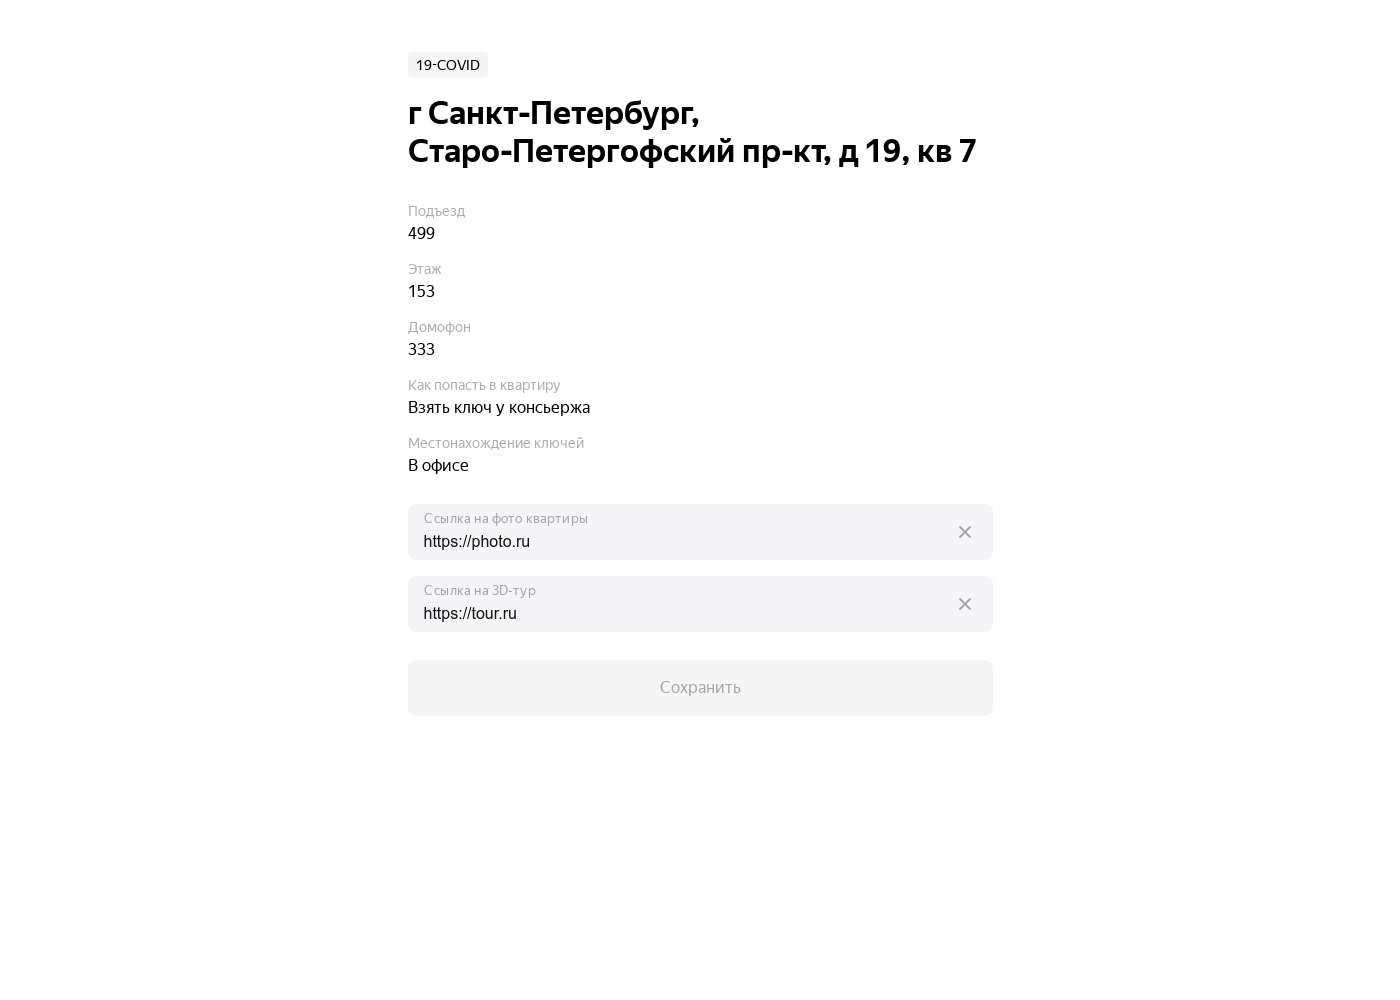 19-COVID
г Санкт-Петербург,
Старо-Петергофский пр-кт, д 19, кв 7
Подъезд
499
Этаж
153
Домофон
333
Как попасть в квартиру
Взять ключ у консьержа
Местонахождение ключей
В офисе
Ссылка на фото квартиры
https://photo.ru
Ссылка на 3D-тур
https://tour.ru
Сохранить